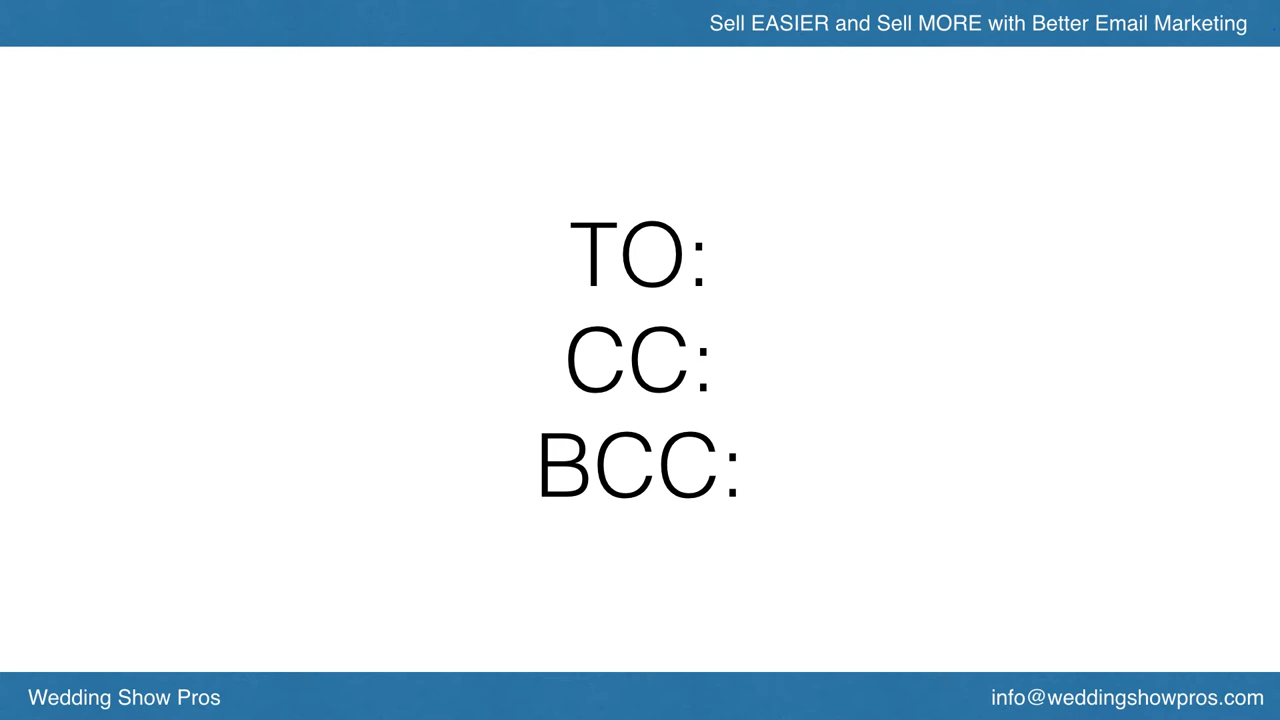 Sell EASIER and Sell MORE with Better Email Marketing
TO:
CC:
BCC:
Wedding Show Pros
info@weddingshowpros.com